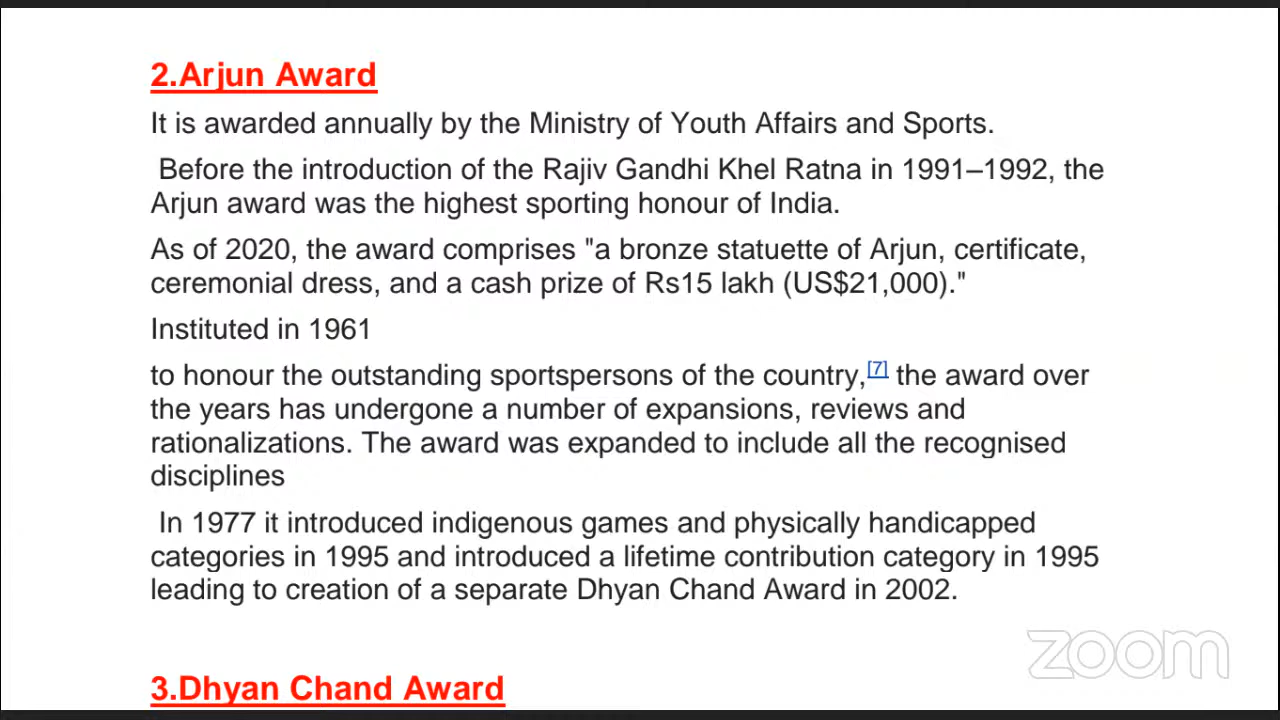 2.Arjun Award
It is awarded annually by the Ministry of Youth Affairs and Sports.
Before the introduction of the Rajiv Gandhi Khel Ratna in 1991–1992, the
Arjun award was the highest sporting honour of India.
As of 2020, the award comprises "a bronze statuette of Arjun, certificate,
ceremonial dress, and a cash prize of Rs15 lakh (US$21,000)."
Instituted in 1961
to honour the outstanding sportspersons of the country,[7] the award over
the years has undergone a number of expansions, reviews and
rationalizations. The award was expanded to include all the recognised
disciplines
In 1977 it introduced indigenous games and physically handicapped
categories in 1995 and introduced a lifetime contribution category in 1995
leading to creation of a separate Dhyan Chand Award in 2002.
zoom
3.Dhyan Chand Award